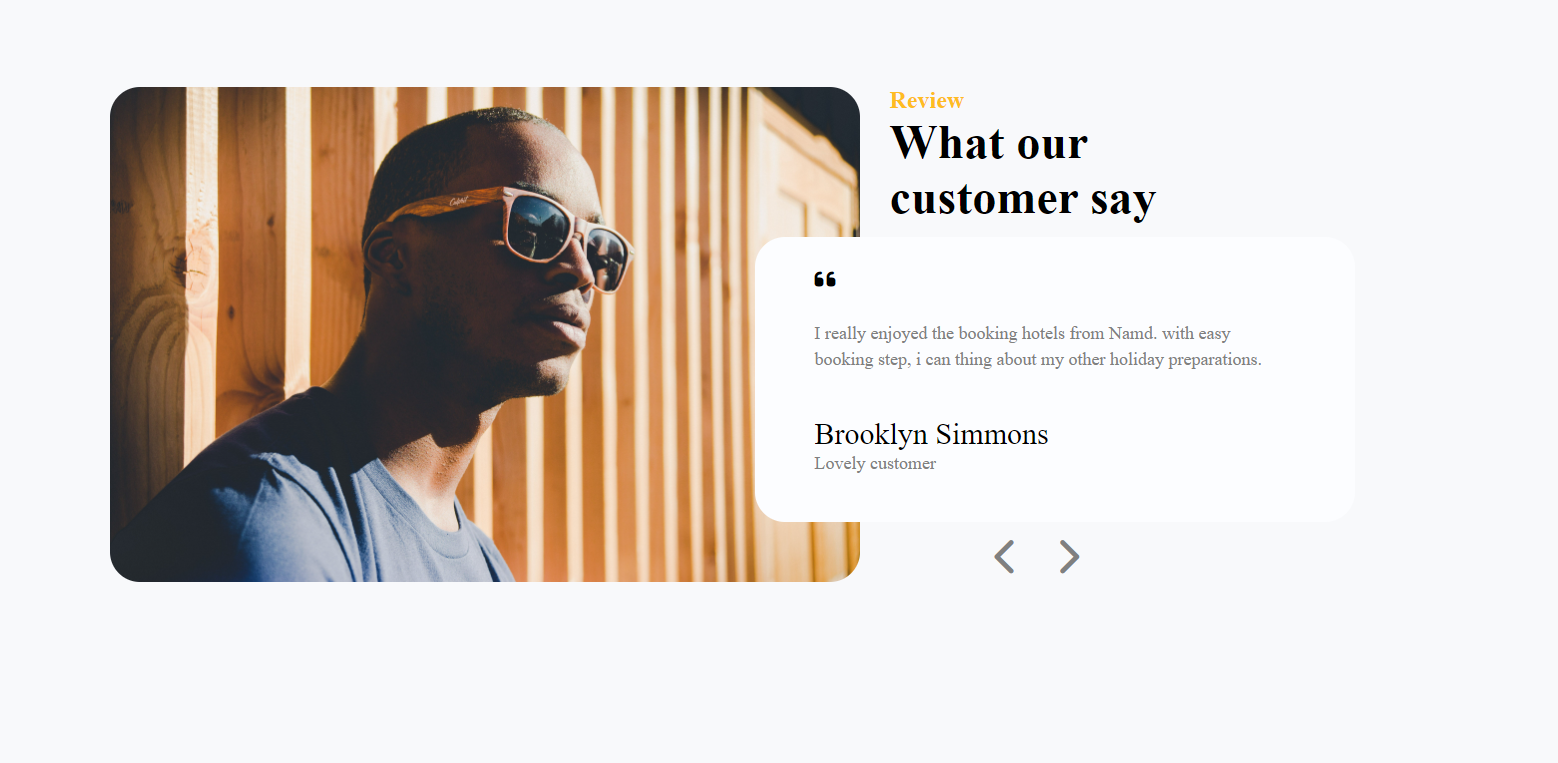 Review
What our
customer say
“
I really enjoyed the booking hotels from Namd. with easy
booking step, i can thing about my other holiday preparations.
Brooklyn Simmons
Lovely customer